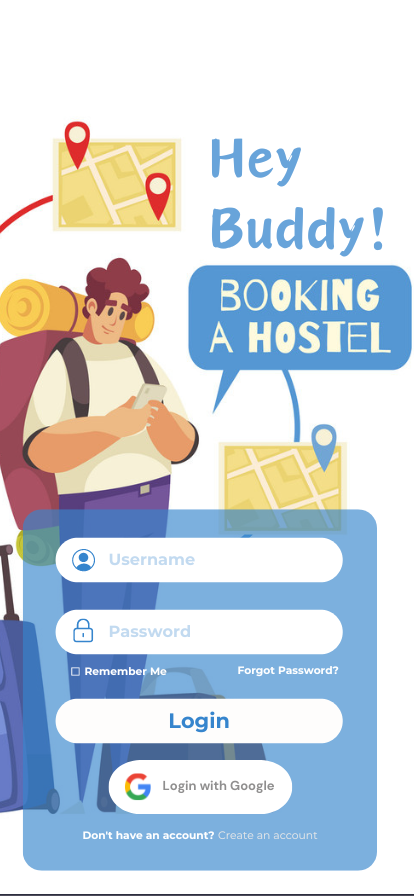 Hey
Buddy!
BOOKING
A HOSTEL
Username
Password
Remember Me
Forgot Password?
Login
Login with Google
Don't have an account? Create an account